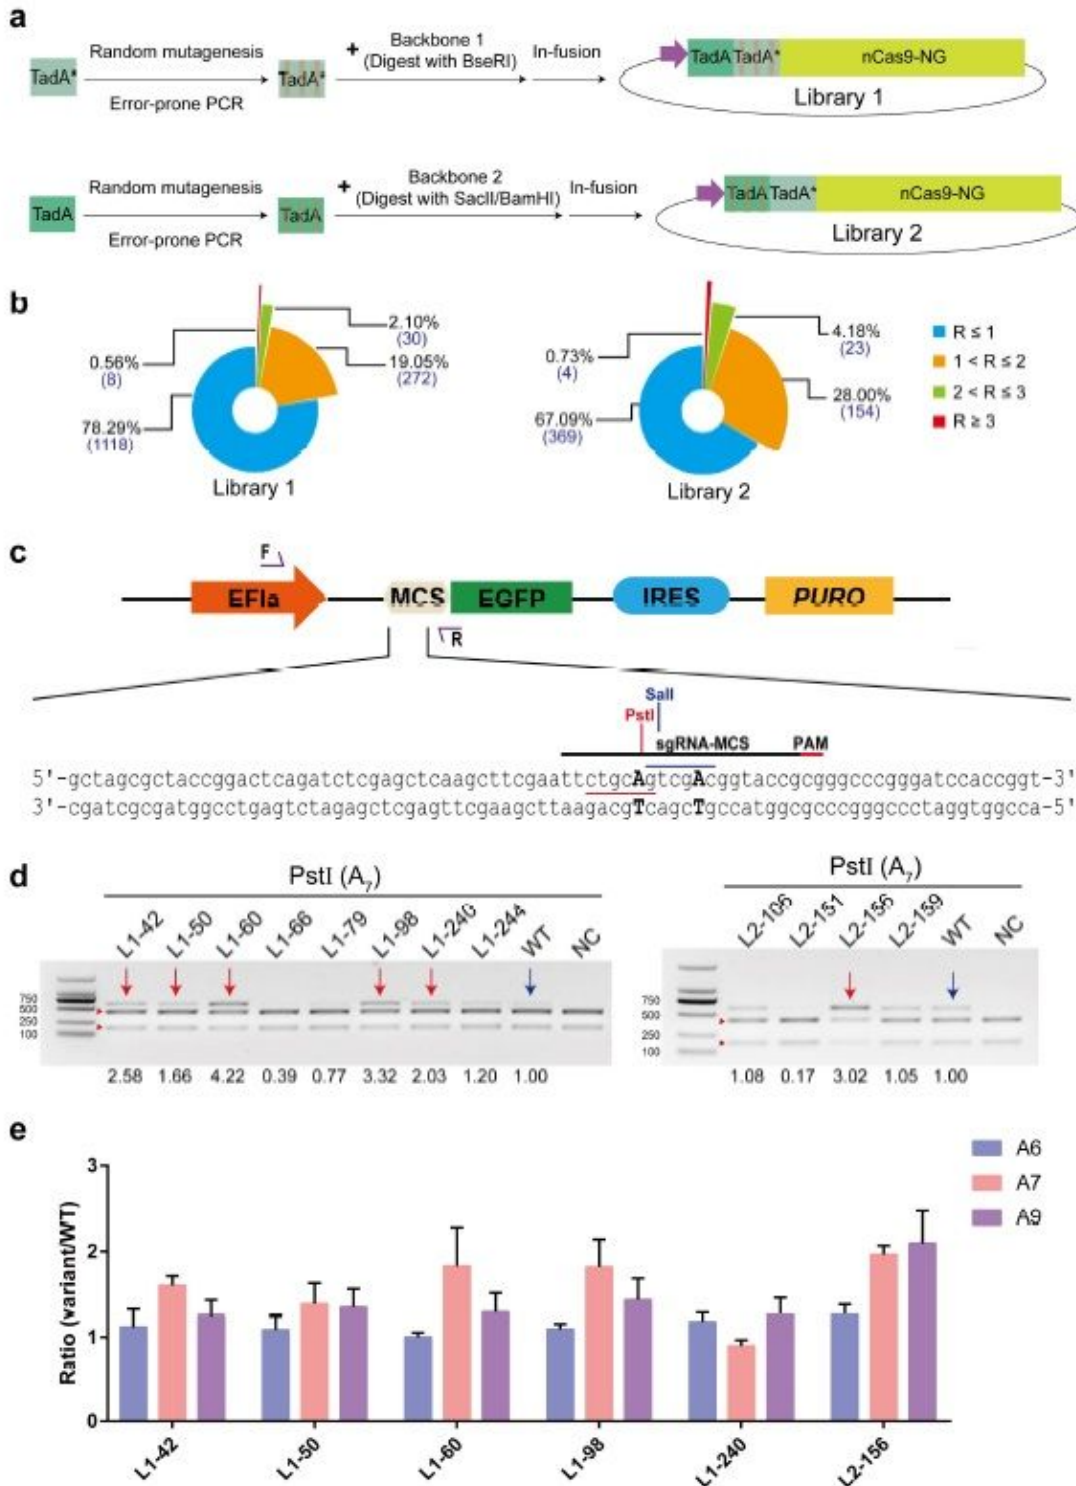 a
Random mutagenesis
Error-prone PCR
TadA*
TadA*
+ Backbone 1
(Digest with BseRI)
In-fusion
TadA TadA* nCas9-NG
Library 1
Random mutagenesis
Error-prone PCR
TadA
TadA
+ Backbone 2
(Digest with SacII/BamHI)
In-fusion
TadA TadA* nCas9-NG
Library 2
b
0.56%
(8)
2.10%
(30)
19.05%
(272)
78.29%
(1118)
Library 1
0.73%
(4)
4.18%
(23)
28.00%
(154)
67.09%
(369)
Library 2
R ≤ 1
1 < R ≤ 2
2 < R ≤ 3
R ≥ 3
c
F
EFla MCS EGFP IRES PURO
R
SalI
PstI
sgRNA-MCS PAM
5'-gctagcgctaccggactcagatctcgagctcaagcttcgaattctgcAgtcgAcggtaccgcgggcccgggatccaccggt-3'
3'-cgatcgcgatggcctgagtctagagctcgagttcgaagcttaagacgTcagcTgccatggcgcccgggccctaggtggcca-5'
d
PstI (A7)
L1-42 L1-50 L1-60 L1-66 L1-79 L1-98 L1-240 L1-244 WT NC
750
500
250
100
2.58 1.66 4.22 0.39 0.77 3.32 2.03 1.20 1.00
PstI (A7)
L2-106 L2-151 L2-156 L2-159 WT NC
750
500
250
100
1.08 0.17 3.02 1.05 1.00
e
Ratio (variant/WT)
3
2
1
0
A6
A7
A9
L1-42 L1-50 L1-60 L1-98 L1-240 L2-156